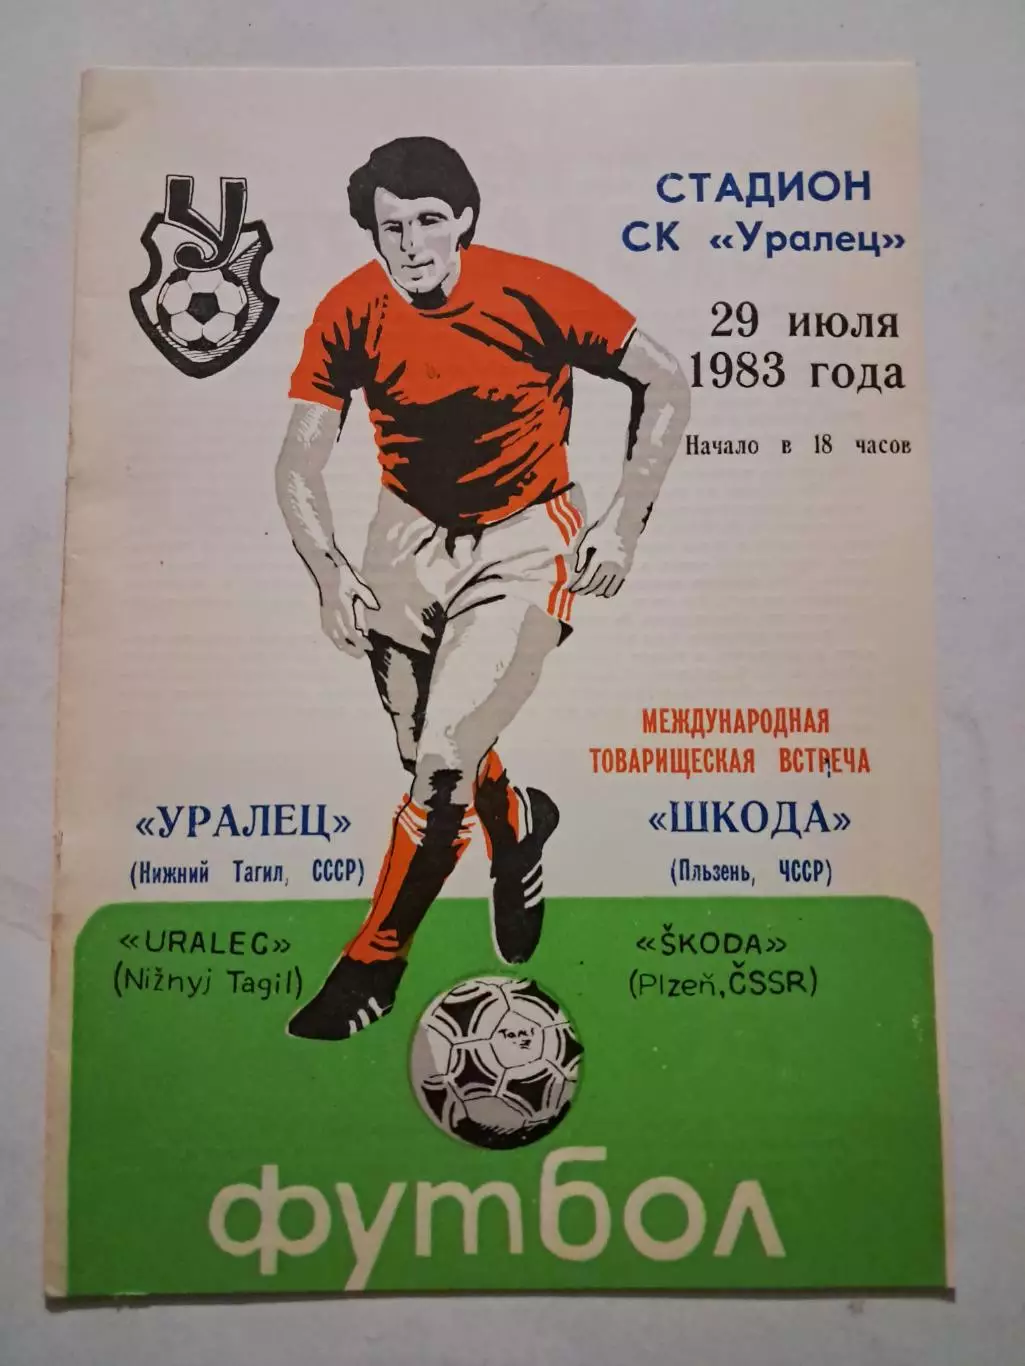 У
СТАДИОН
СК «Уралец»
29 июля
1983 года
Начало в 18 часов
МЕЖДУНАРОДНАЯ
ТОВАРИЩЕСКАЯ ВСТРЕЧА
«УРАЛЕЦ»
(Нижний Тагил, СССР)
«ШКОДА»
(Пльзень, ЧССР)
«URALEC»
(Nižnyj Tagil)
«ŠKODA»
(Plzeň, ČSSR)
футбол